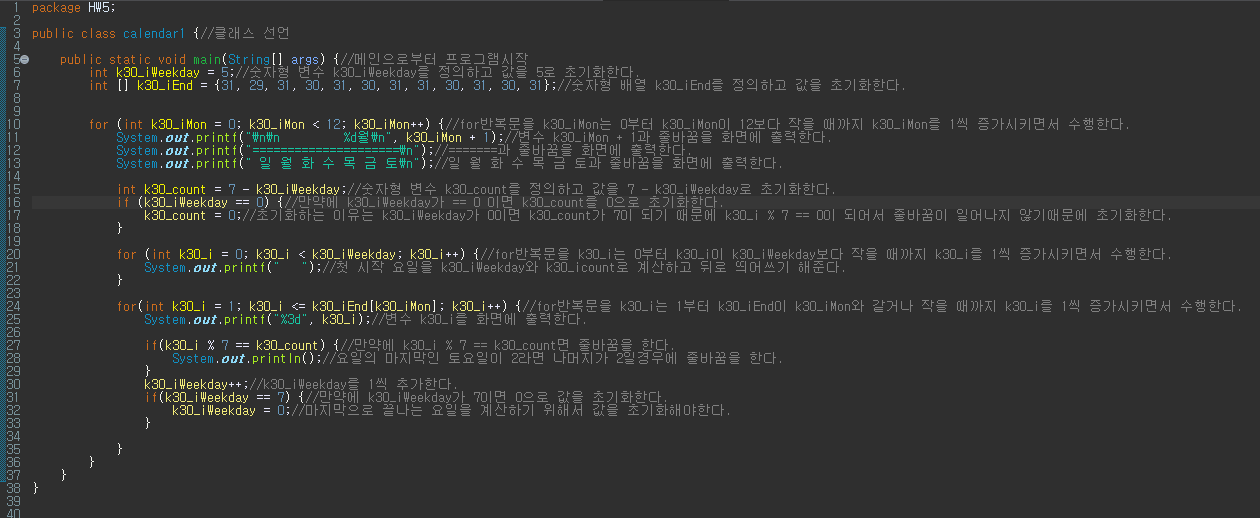 1 package HW5;
2
3 public class calendar1 {//클래스 선언
4
5 public static void main(String[] args) {//메인으로부터 프로그램시작
6 int k30_iWeekday = 5;//숫자형 변수 k30_iWeekday를 정의하고 값을 5로 초기화한다.
7 int [] k30_iEnd = {31, 29, 31, 30, 31, 30, 31, 31, 30, 31, 30, 31};//숫자형 배열 k30_iEnd를 정의하고 값을 초기화한다.
8
9
10 for (int k30_iMon = 0; k30_iMon < 12; k30_iMon++) {//for반복문을 k30_iMon는 0부터 k30_iMon이 12보다 작을 때까지 k30_iMon를 1씩 증가시키면서 수행한다.
11 System.out.printf("\n\n %d월\n", k30_iMon + 1);//변수 k30_iMon + 1과 줄바꿈을 화면에 출력한다.
12 System.out.printf("=====================\n");//=======과 줄바꿈을 화면에 출력한다.
13 System.out.printf(" 일 월 화 수 목 금 토\n");//일 월 화 수 목 금 토과 줄바꿈을 화면에 출력한다.
14
15 int k30_count = 7 - k30_iWeekday;//숫자형 변수 k30_count를 정의하고 값을 7 - k30_iWeekday로 초기화한다.
16 if (k30_iWeekday == 0) {//만약에 k30_iWeekday가 == 0 이면 k30_count를 0으로 초기화한다.
17 k30_count = 0;//초기화하는 이유는 k30_iWeekday가 0이면 k30_count가 7이 되기 때문에 k30_i % 7 == 0이 되어서 줄바꿈이 일어나지 않기때문에 초기화한다.
18 }
19
20 for (int k30_i = 0; k30_i < k30_iWeekday; k30_i++) {//for반복문을 k30_i는 0부터 k30_i이 k30_iWeekday보다 작을 때까지 k30_i를 1씩 증가시키면서 수행한다.
21 System.out.printf("   ");//첫 시작 요일을 k30_iWeekday와 k30_icount로 계산하고 뒤로 띄어쓰기 해준다.
22 }
23
24 for(int k30_i = 1; k30_i <= k30_iEnd[k30_iMon]; k30_i++) {//for반복문을 k30_i는 1부터 k30_iEnd이 k30_iMon와 같거나 작을 때까지 k30_i를 1씩 증가시키면서 수행한다.
25 System.out.printf("%3d", k30_i);//변수 k30_i를 화면에 출력한다.
26
27 if(k30_i % 7 == k30_count) {//만약에 k30_i % 7 == k30_count면 줄바꿈을 한다.
28 System.out.println();//요일의 마지막인 토요일이 2라면 나머지가 2일경우에 줄바꿈을 한다.
29 }
30 k30_iWeekday++;//k30_iWeekday를 1씩 추가한다.
31 if(k30_iWeekday == 7) {//만약에 k30_iWeekday가 7이면 0으로 값을 초기화한다.
32 k30_iWeekday = 0;//마지막으로 끝나는 요일을 계산하기 위해서 값을 초기화해야한다.
33 }
34
35 }
36 }
37 }
38 }
39
40